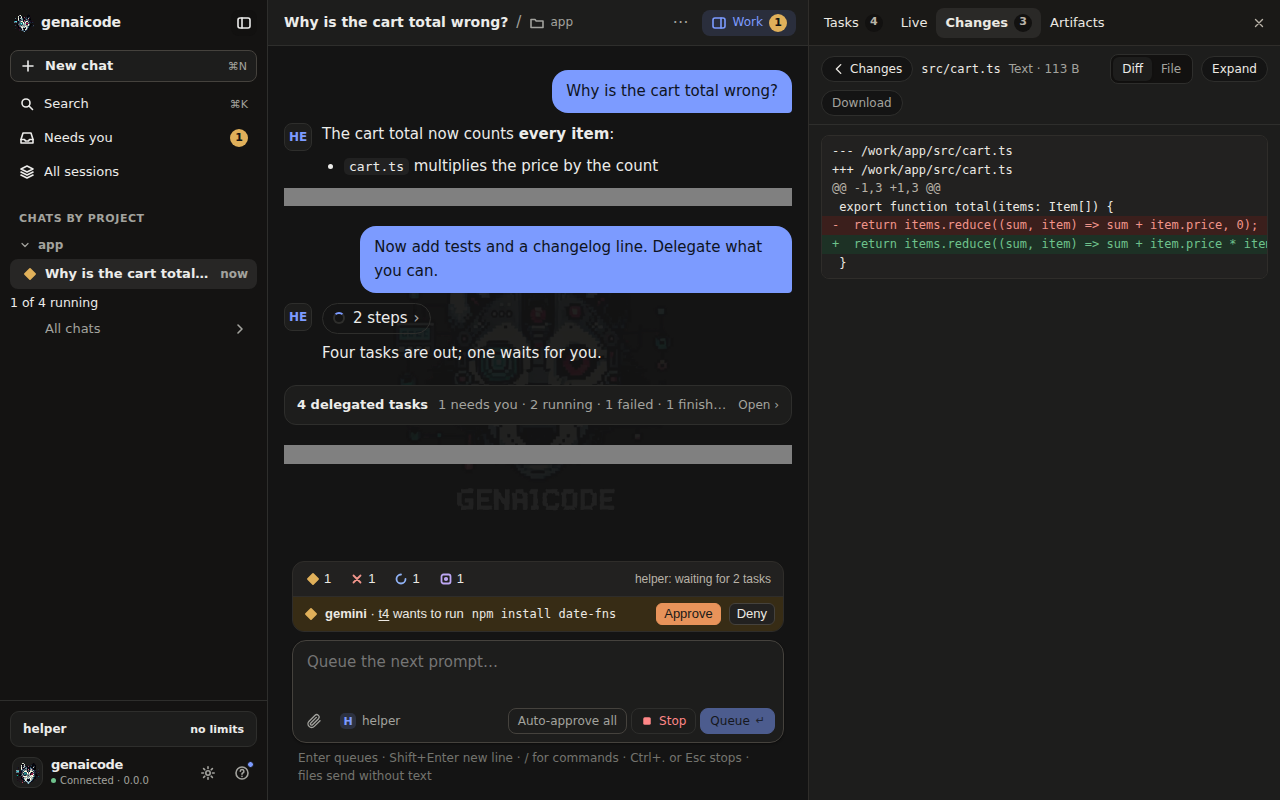 genaicode
New chat ⌘N
Search ⌘K
Needs you 1
All sessions
CHATS BY PROJECT
app
Why is the cart total... now
1 of 4 running
All chats
helper no limits
genaicode
Connected · 0.0.0
Why is the cart total wrong? / app ··· Work 1
Why is the cart total wrong?
HE The cart total now counts every item:
• cart.ts multiplies the price by the count
Now add tests and a changelog line. Delegate what
you can.
HE 2 steps ›
Four tasks are out; one waits for you.
4 delegated tasks 1 needs you · 2 running · 1 failed · 1 finish... Open ›
GENA1CODE
1 1 1 1 helper: waiting for 2 tasks
gemini · t4 wants to run npm install date-fns Approve Deny
Queue the next prompt...
H helper Auto-approve all Stop Queue ↵
Enter queues · Shift+Enter new line · / for commands · Ctrl+. or Esc stops ·
files send without text
Tasks 4 Live Changes 3 Artifacts ×
Changes src/cart.ts Text · 113 B Diff File Expand
Download
--- /work/app/src/cart.ts
+++ /work/app/src/cart.ts
@@ -1,3 +1,3 @@
export function total(items: Item[]) {
-  return items.reduce((sum, item) => sum + item.price, 0);
+  return items.reduce((sum, item) => sum + item.price * item
}